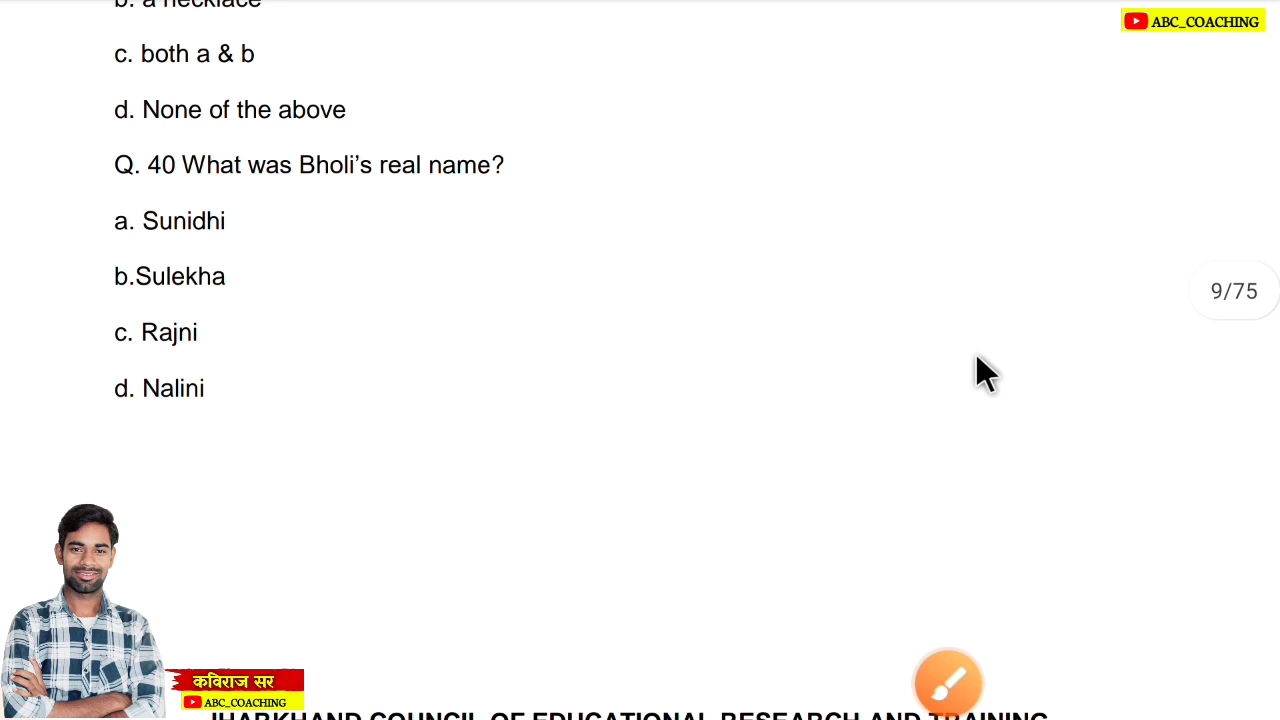 b. a necklace
ABC_COACHING
c. both a & b
d. None of the above
Q. 40 What was Bholi’s real name?
a. Sunidhi
b.Sulekha
9/75
c. Rajni
d. Nalini
कविराज सर
ABC_COACHING
JHARKHAND COUNCIL OF EDUCATIONAL RESEARCH AND TRAINING